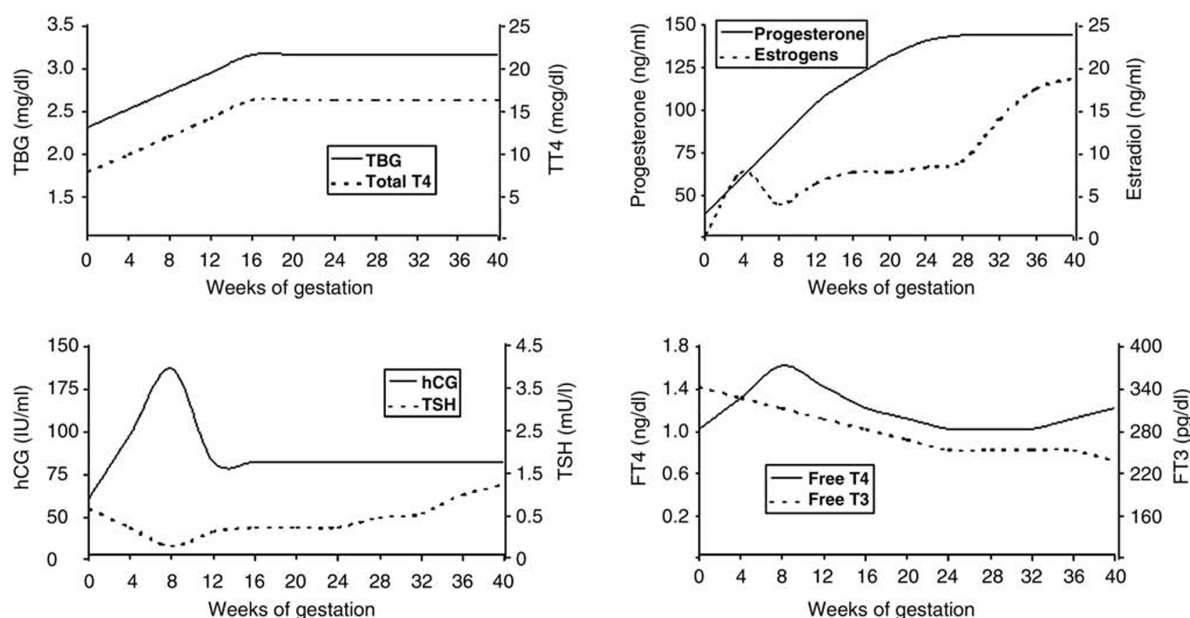 3.5
3.0
2.5
2.0
1.5
TBG (mg/dl)
25
20
15
10
5
0
TT4 (mcg/dl)
TBG
Total T4
0 4 8 12 16 20 24 28 32 36 40
Weeks of gestation
150
125
100
75
50
Progesterone (ng/ml)
25
20
15
10
5
0
Estradiol (ng/ml)
Progesterone
Estrogens
0 4 8 12 16 20 24 28 32 36 40
Weeks of gestation
150
175
100
75
50
0
hCG (IU/ml)
4.5
3.5
2.5
1.5
0.5
0
TSH (mU/l)
hCG
TSH
0 4 8 12 16 20 24 28 32 36 40
Weeks of gestation
1.8
1.4
1.0
0.6
0.2
FT4 (ng/dl)
400
340
280
220
160
FT3 (pg/dl)
Free T4
Free T3
0 4 8 12 16 20 24 28 32 36 40
Weeks of gestation